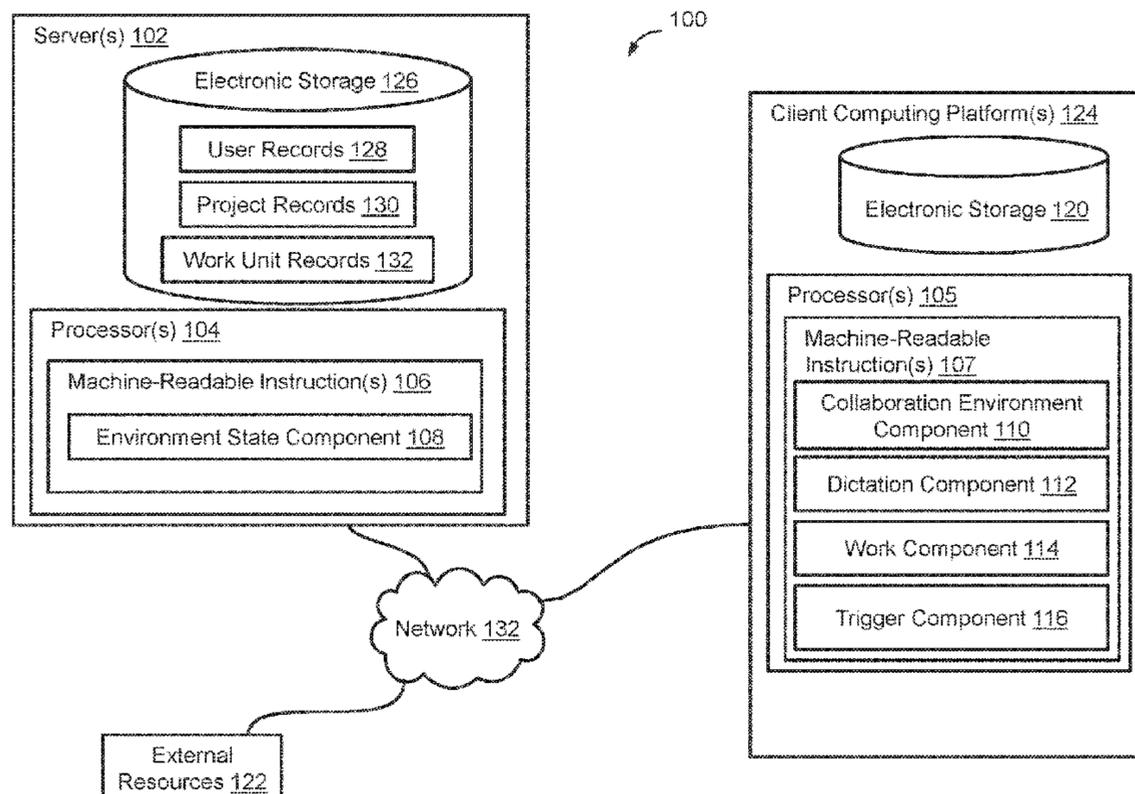 100
Server(s) 102
Electronic Storage 126
User Records 128
Project Records 130
Work Unit Records 132
Processor(s) 104
Machine-Readable Instruction(s) 106
Environment State Component 108
Client Computing Platform(s) 124
Electronic Storage 120
Processor(s) 105
Machine-Readable
Instruction(s) 107
Collaboration Environment
Component 110
Dictation Component 112
Work Component 114
Trigger Component 116
Network 132
External
Resources 122